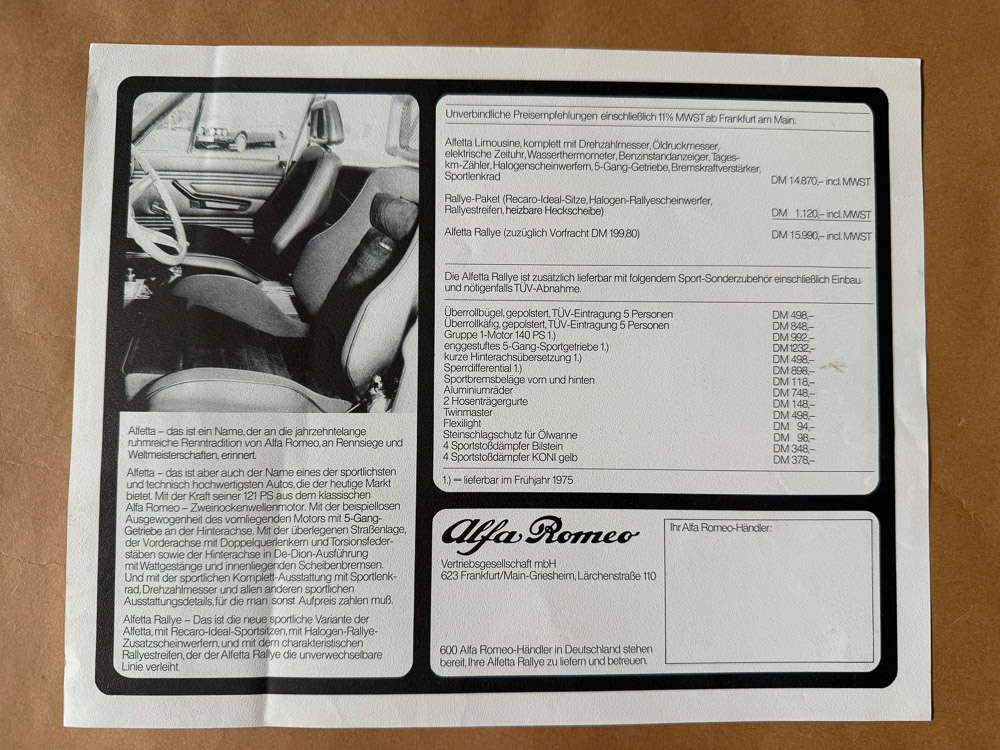 Alfetta – das ist ein Name, der an die jahrzehntelange
ruhmreiche Renntradition von Alfa Romeo, an Rennsiege und
Weltmeisterschaften, erinnert.
Alfetta – das ist aber auch der Name eines der sportlichsten
und technisch hochwertigsten Autos, die der heutige Markt
bietet. Mit der Kraft seiner 121 PS aus dem klassischen
Alfa Romeo – Zweinockenwellenmotor. Mit der beispiellosen
Ausgewogenheit des vornliegenden Motors mit 5-Gang-
Getriebe an der Hinterachse. Mit der überlegenen Straßenlage,
der Vorderachse mit Doppelquerlenkern und Torsionsfeder-
stäben sowie der Hinterachse in De-Dion-Ausführung
mit Wattgestänge und innenliegenden Scheibenbremsen.
Und mit der sportlichen Komplett-Ausstattung mit Sportlenk-
rad, Drehzahlmesser und allen anderen sportlichen
Ausstattungsdetails, für die man sonst Aufpreis zahlen muß.
Alfetta Rallye – Das ist die neue sportliche Variante der
Alfetta, mit Recaro-Ideal-Sportsitzen, mit Halogen-Rallye-
Zusatzscheinwerfern, und mit dem charakteristischen
Rallyestreifen, der der Alfetta Rallye die unverwechselbare
Linie verleiht.
Unverbindliche Preisempfehlungen einschließlich 11% MWST ab Frankfurt am Main.
Alfetta Limousine, komplett mit Drehzahlmesser, Öldruckmesser,
elektrische Zeituhr, Wasserthermometer, Benzinstandanzeiger, Tages-
km-Zähler, Halogenscheinwerfern, 5-Gang-Getriebe, Bremskraftverstärker,
Sportlenkrad DM 14.870,– incl. MWST
Rallye-Paket (Recaro-Ideal-Sitze, Halogen-Rallyescheinwerfer,
Rallyestreifen, heizbare Heckscheibe) DM 1.120,– incl. MWST
Alfetta Rallye (zuzüglich Vorfracht DM 199,80) DM 15.990,– incl. MWST
Die Alfetta Rallye ist zusätzlich lieferbar mit folgendem Sport-Sonderzubehör einschließlich Einbau
und nötigenfalls TÜV-Abnahme.
Überrollbügel, gepolstert, TÜV-Eintragung 5 Personen DM 498,–
Überrollkäfig, gepolstert, TÜV-Eintragung 5 Personen DM 848,–
Gruppe 1-Motor 140 PS 1.) DM 992,–
enggestuftes 5-Gang-Sportgetriebe 1.) DM 1232,–
kurze Hinterachsübersetzung 1.) DM 498,–
Sperrdifferential 1.) DM 898,–
Sportbremsbeläge vorn und hinten DM 118,–
Aluminiumräder DM 748,–
2 Hosenträgergurte DM 148,–
Twinmaster DM 498,–
Flexilight DM 94,–
Steinschlagschutz für Ölwanne DM 98,–
4 Sportstoßdämpfer Bilstein DM 348,–
4 Sportstoßdämpfer KONI gelb DM 378,–
1.) = lieferbar im Frühjahr 1975
Alfa Romeo
Vertriebsgesellschaft mbH
623 Frankfurt/Main-Griesheim, Lärchenstraße 110
600 Alfa Romeo-Händler in Deutschland stehen
bereit, Ihre Alfetta Rallye zu liefern und betreuen.
Ihr Alfa Romeo-Händler: